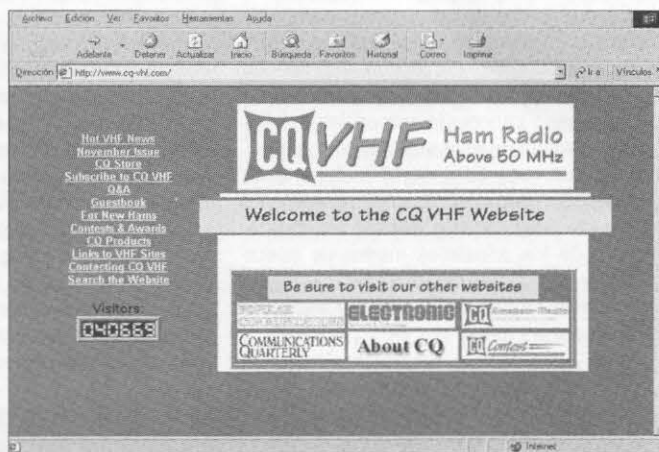 Archivo Edición Ver Favoritos Herramientas Ayuda
Adelante Detener Actualizar Inicio Búsqueda Favoritos Historial Correo Imprimir
Dirección http://www.cq-vhf.com/ Ir a Vínculos
Hot VHF News
November Issue
CQ Store
Subscribe to CQ VHF
Q&A
Guestbook
For New Hams
Contests & Awards
CQ Products
Links to VHF Sites
Contacting CQ VHF
Search the Website
Visitors:
040669
CQ VHF Ham Radio
Above 50 MHz
Welcome to the CQ VHF Website
Be sure to visit our other websites
POPULAR COMMUNICATIONS
ELECTRONIC
CQ Amateur Radio
COMMUNICATIONS
QUARTERLY
About CQ
CQ Contest
Internet